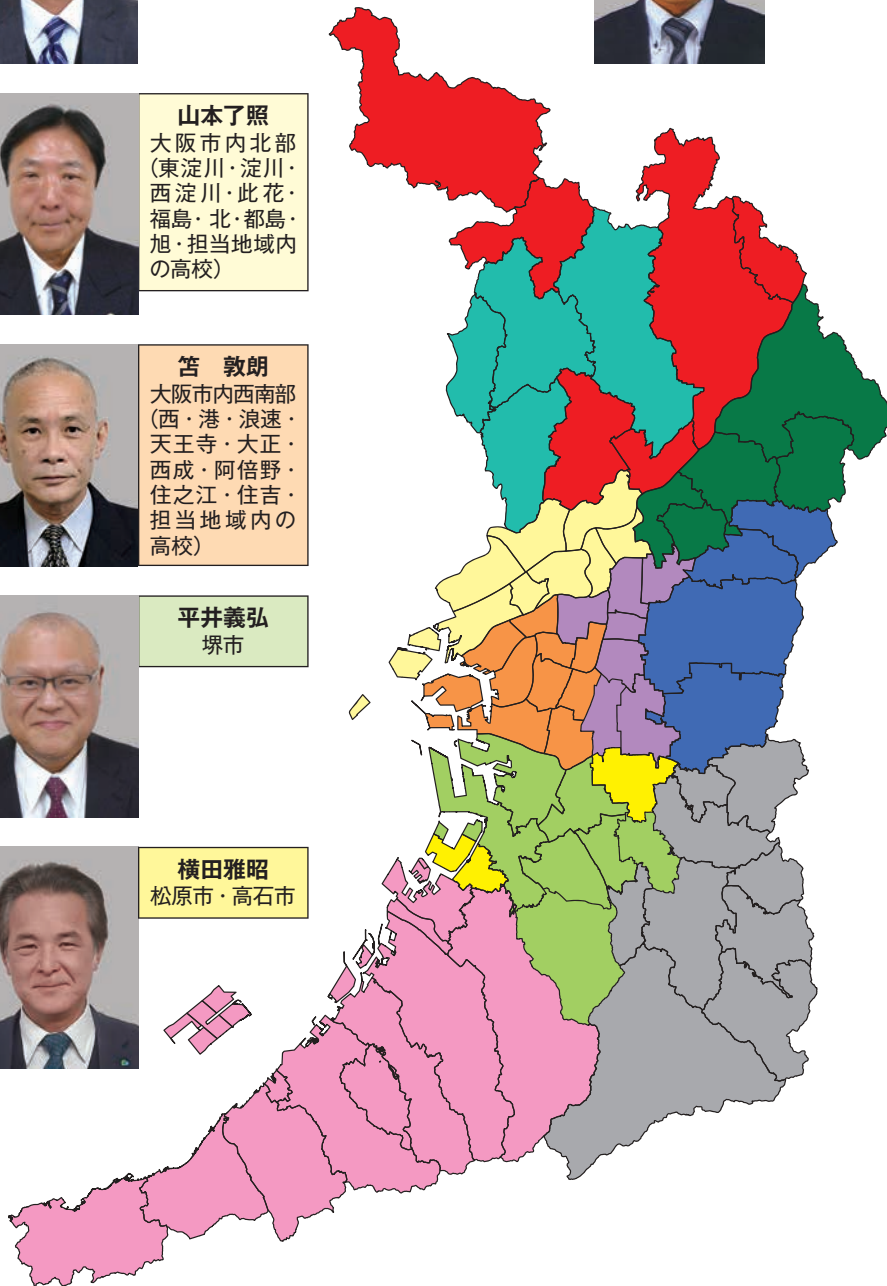 山本了照
大阪市内北部
（東淀川・淀川・
西淀川・此花・
福島・北・都島・
旭・担当地域内
の高校）
笘　敦朗
大阪市内西南部
（西・港・浪速・
天王寺・大正・
西成・阿倍野・
住之江・住吉・
担当地域内の
高校）
平井義弘
堺市
横田雅昭
松原市・高石市